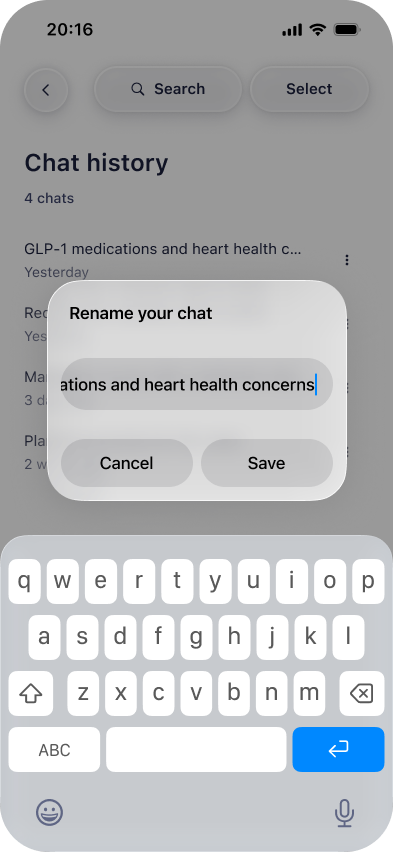 20:16
Search
Select
Chat history
4 chats
GLP-1 medications and heart health c...
Yesterday
Rename your chat
ations and heart health concerns
Cancel
Save
q w e r t y u i o p
a s d f g h j k l
z x c v b n m
ABC